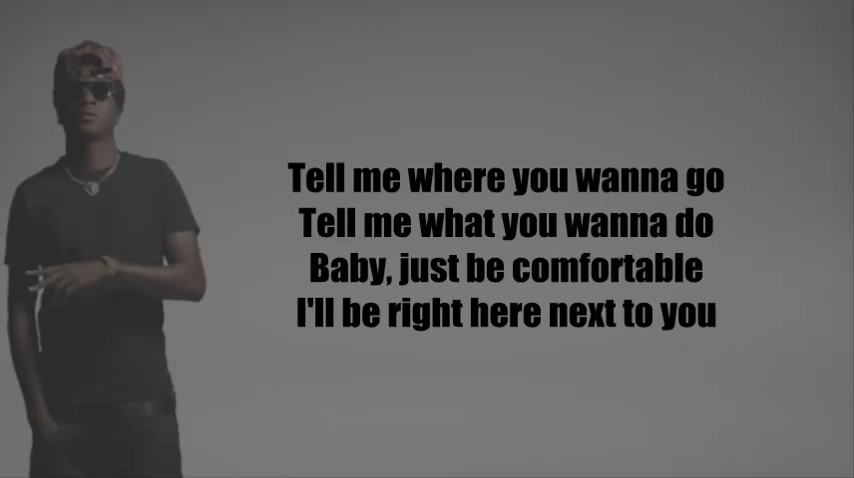 Tell me where you wanna go
Tell me what you wanna do
Baby, just be comfortable
I'll be right here next to you